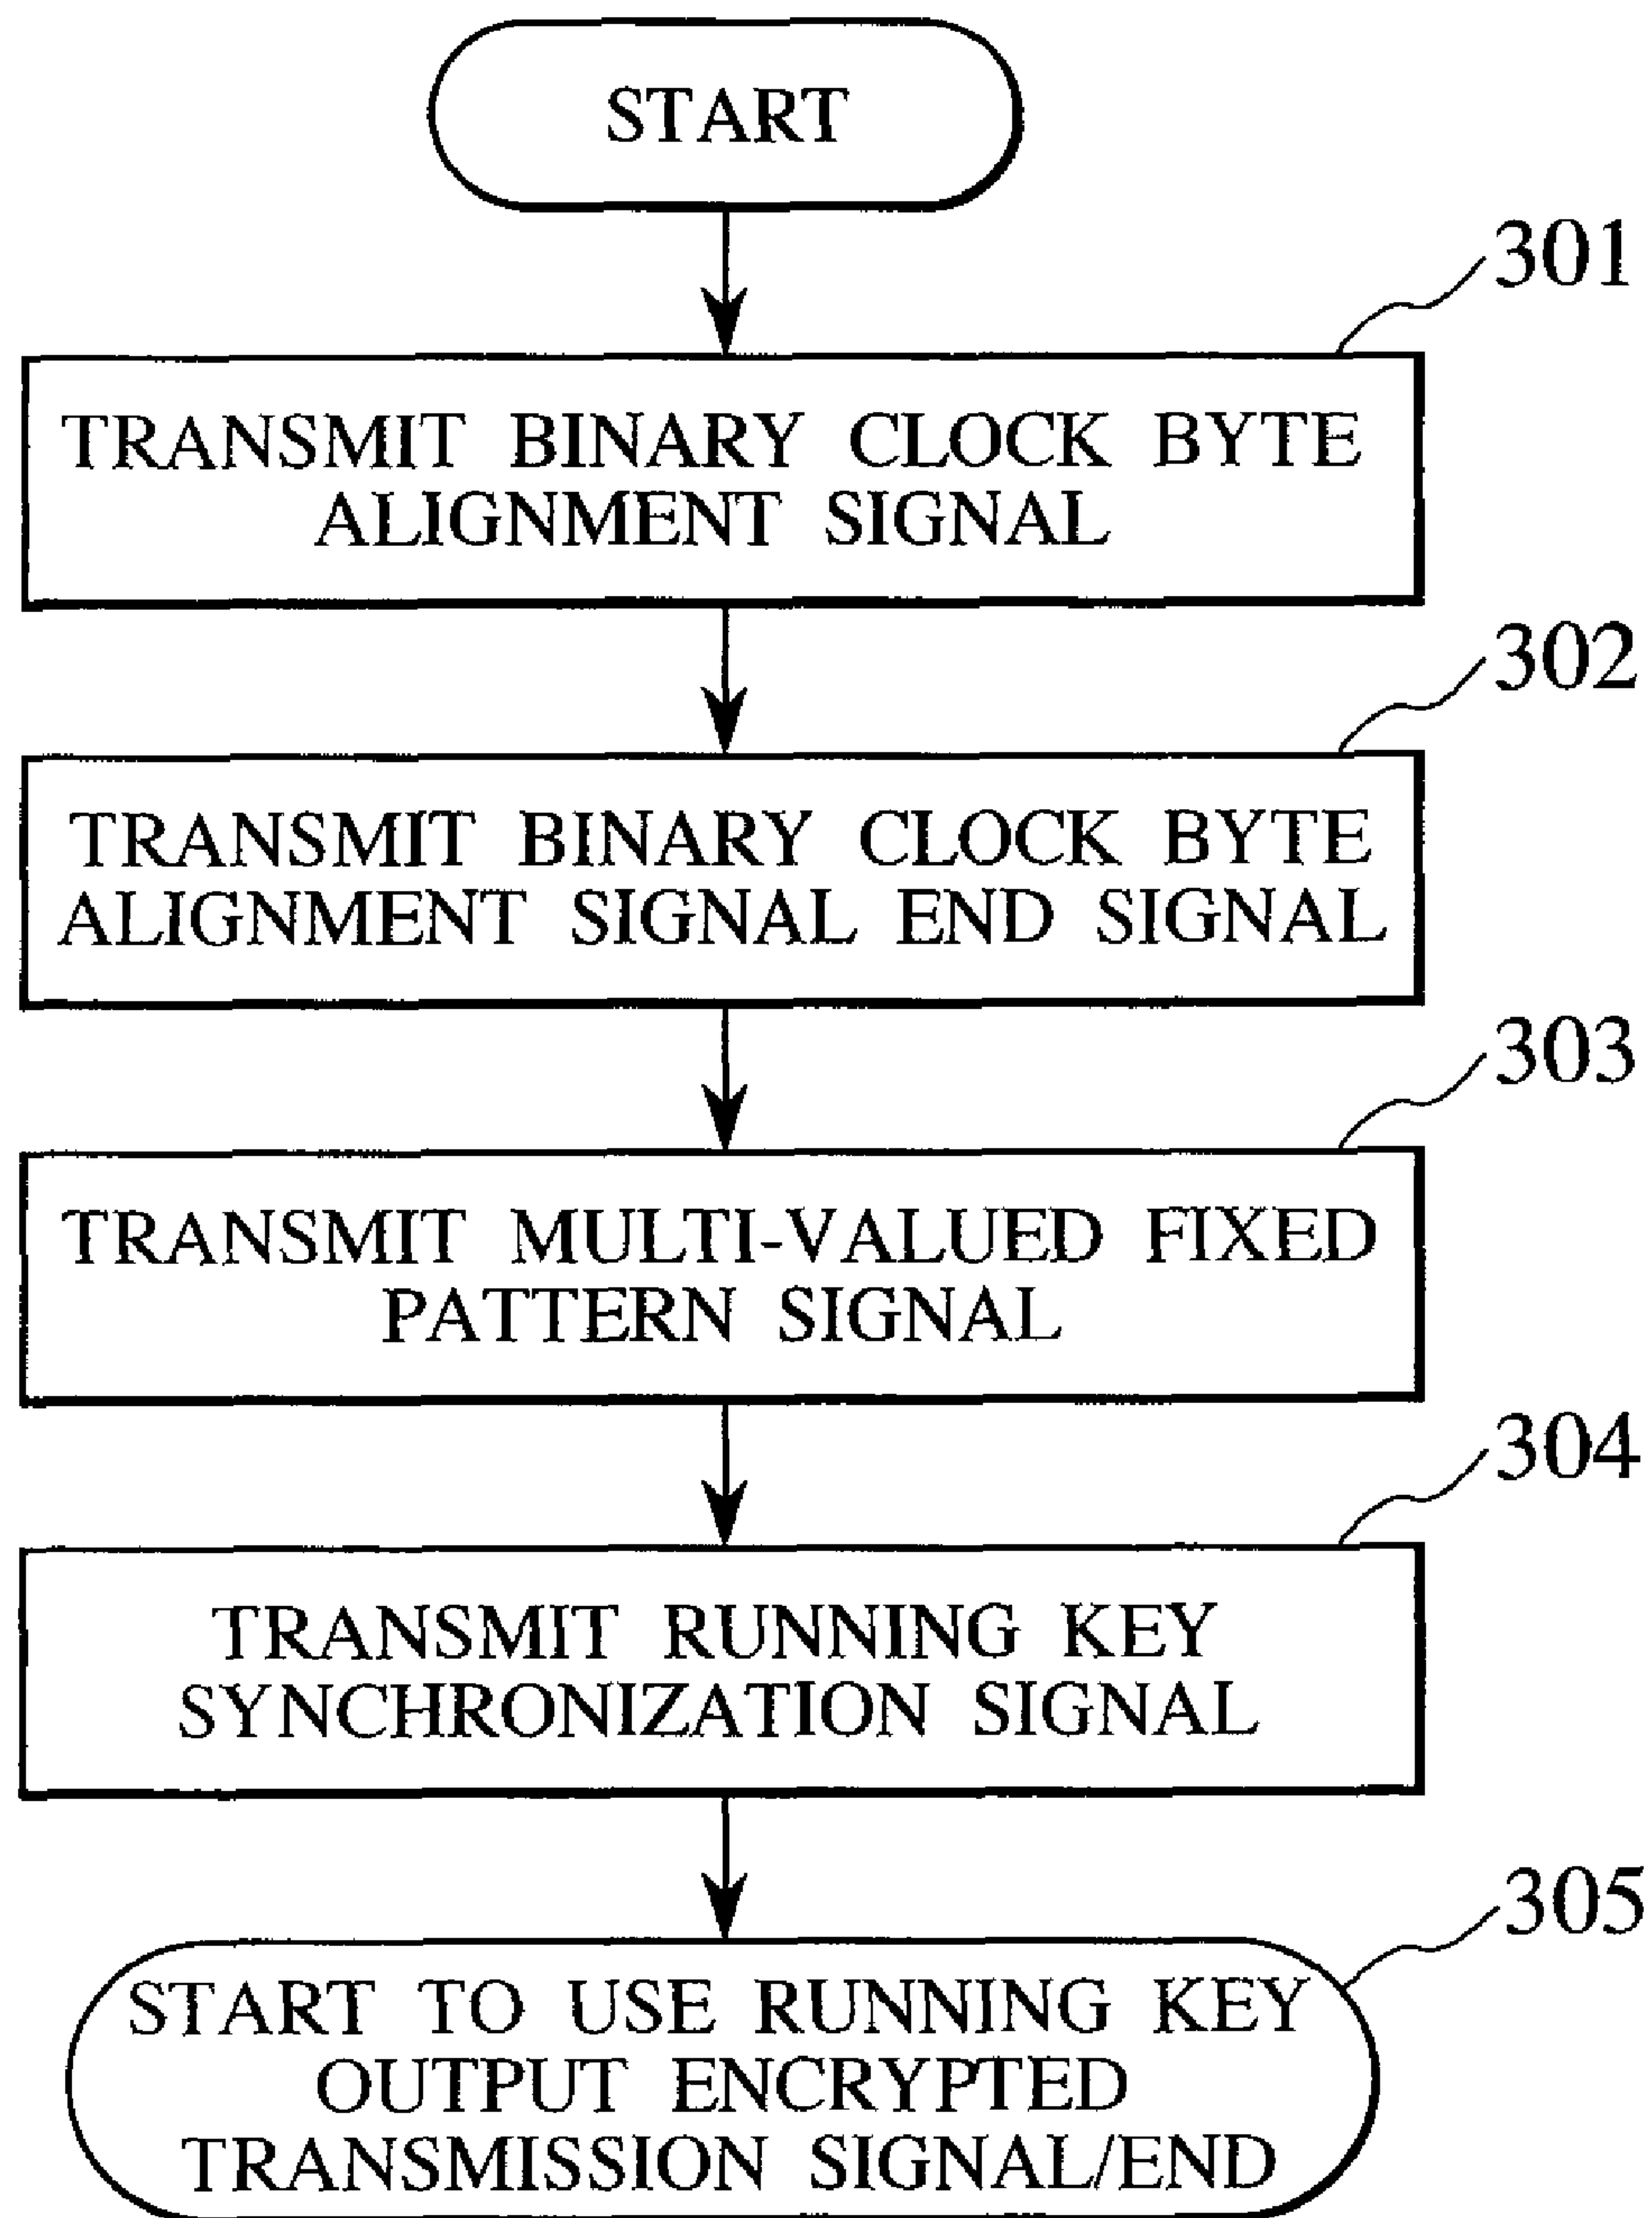 START
301
TRANSMIT BINARY CLOCK BYTE
ALIGNMENT SIGNAL
302
TRANSMIT BINARY CLOCK BYTE
ALIGNMENT SIGNAL END SIGNAL
303
TRANSMIT MULTI-VALUED FIXED
PATTERN SIGNAL
304
TRANSMIT RUNNING KEY
SYNCHRONIZATION SIGNAL
305
START TO USE RUNNING KEY
OUTPUT ENCRYPTED
TRANSMISSION SIGNAL/END